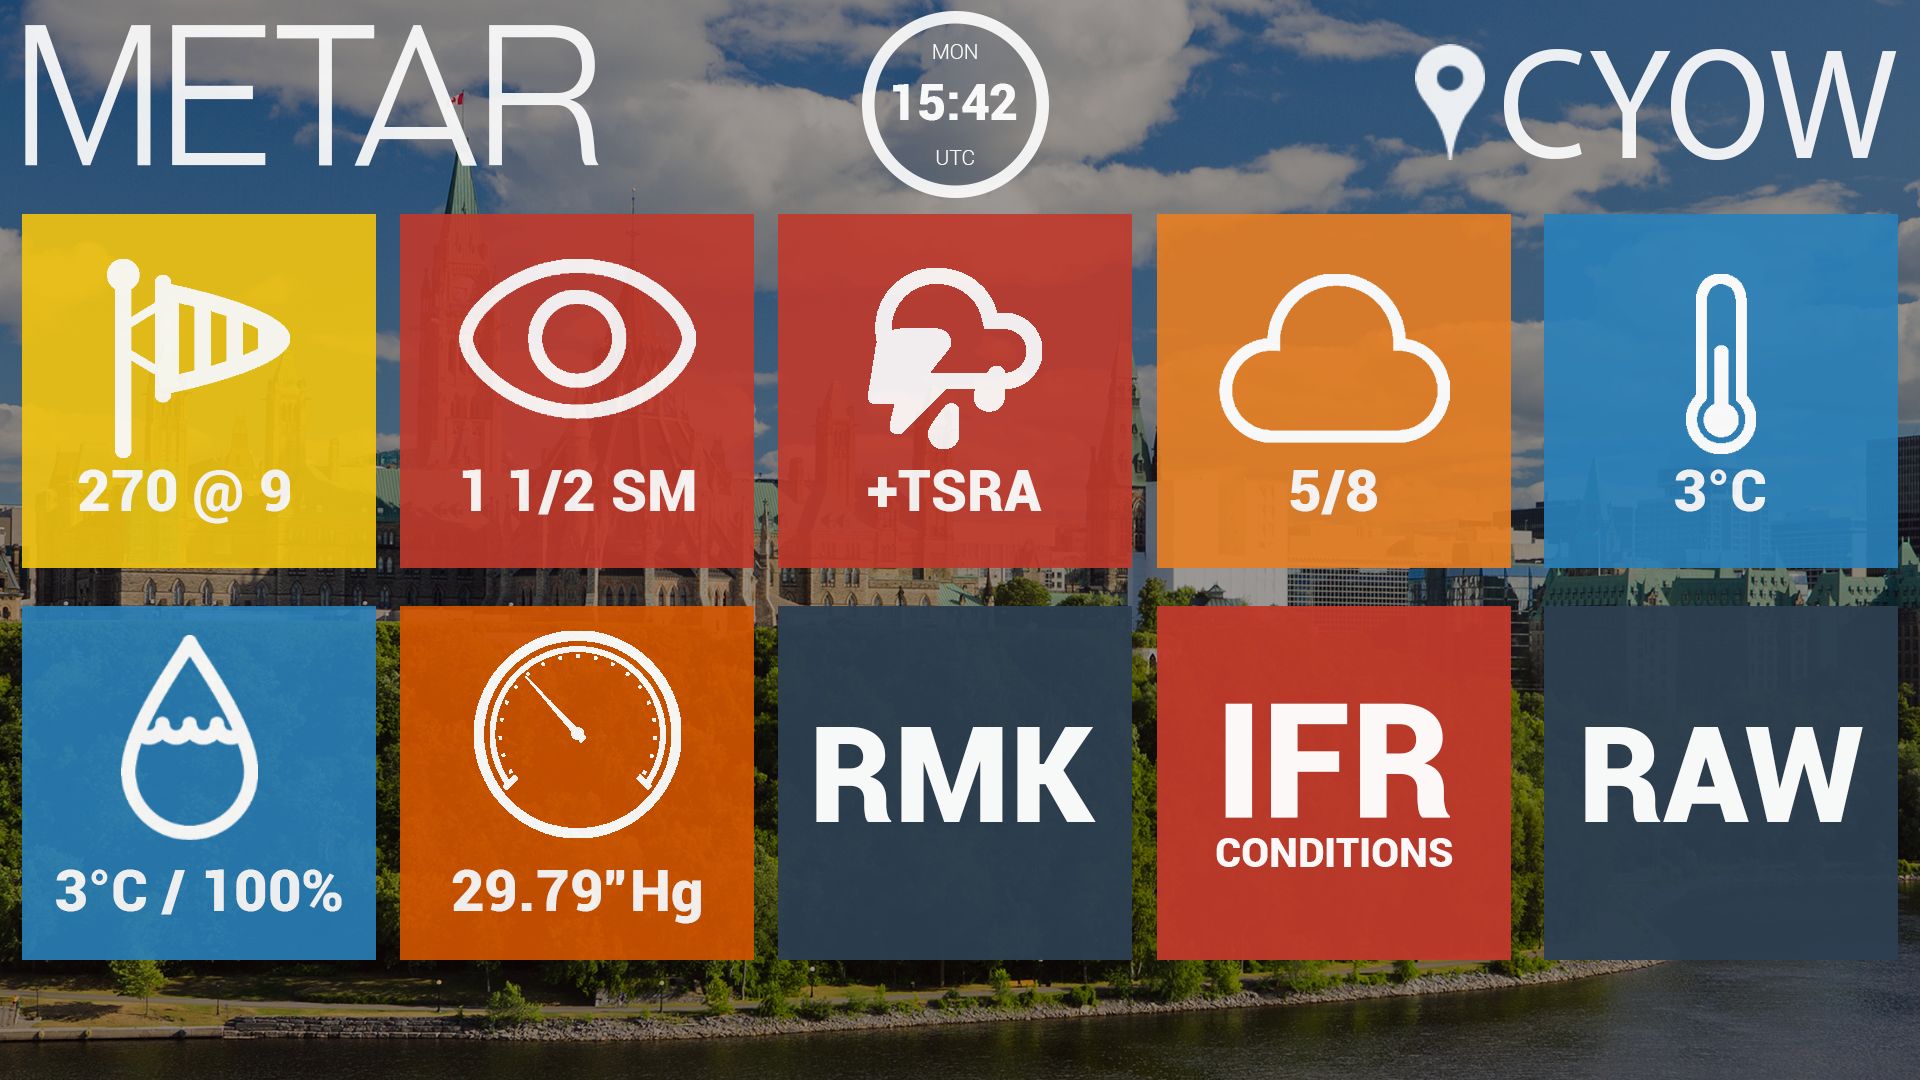 METAR
MON
15:42
UTC
CYOW
270 @ 9
1 1/2 SM
+TSRA
5/8
3°C
3°C / 100%
29.79"Hg
RMK
IFR
CONDITIONS
RAW